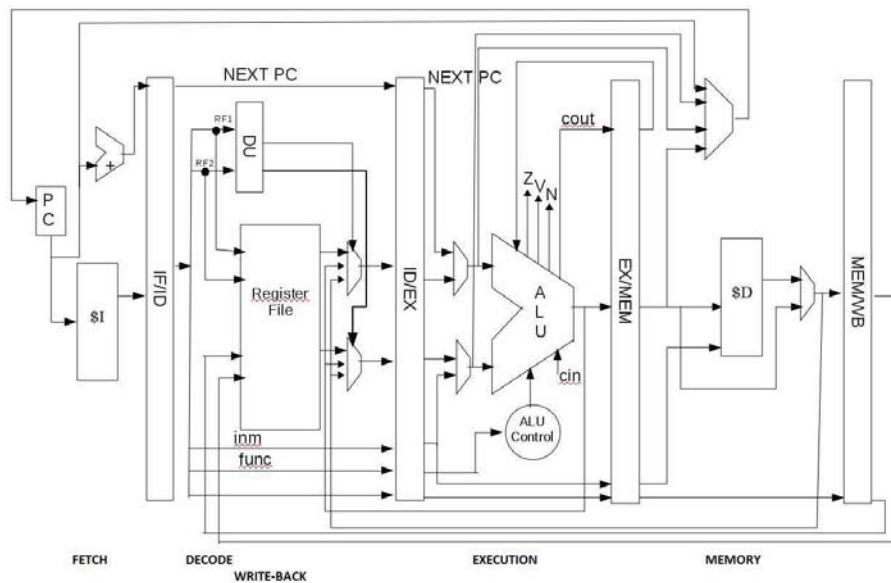 NEXT PC
NEXT PC
RF1
DU
cout
RF2
Z
V
N
P
C
$I
IF/ID
Register
File
ID/EX
A
L
U
EX/MEM
$D
MEM/WB
cin
ALU
Control
inm
func
+
FETCH
DECODE
EXECUTION
MEMORY
WRITE-BACK